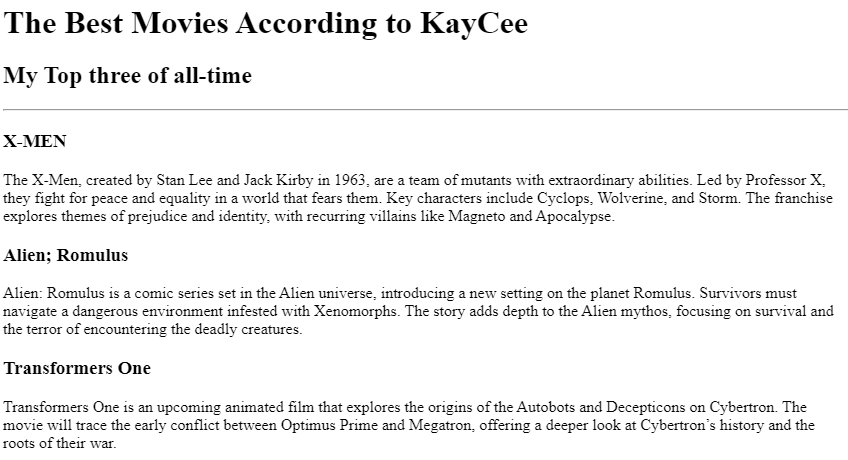 The Best Movies According to KayCee
My Top three of all-time
X-MEN
The X-Men, created by Stan Lee and Jack Kirby in 1963, are a team of mutants with extraordinary abilities. Led by Professor X,
they fight for peace and equality in a world that fears them. Key characters include Cyclops, Wolverine, and Storm. The franchise
explores themes of prejudice and identity, with recurring villains like Magneto and Apocalypse.
Alien; Romulus
Alien: Romulus is a comic series set in the Alien universe, introducing a new setting on the planet Romulus. Survivors must
navigate a dangerous environment infested with Xenomorphs. The story adds depth to the Alien mythos, focusing on survival and
the terror of encountering the deadly creatures.
Transformers One
Transformers One is an upcoming animated film that explores the origins of the Autobots and Decepticons on Cybertron. The
movie will trace the early conflict between Optimus Prime and Megatron, offering a deeper look at Cybertron’s history and the
roots of their war.